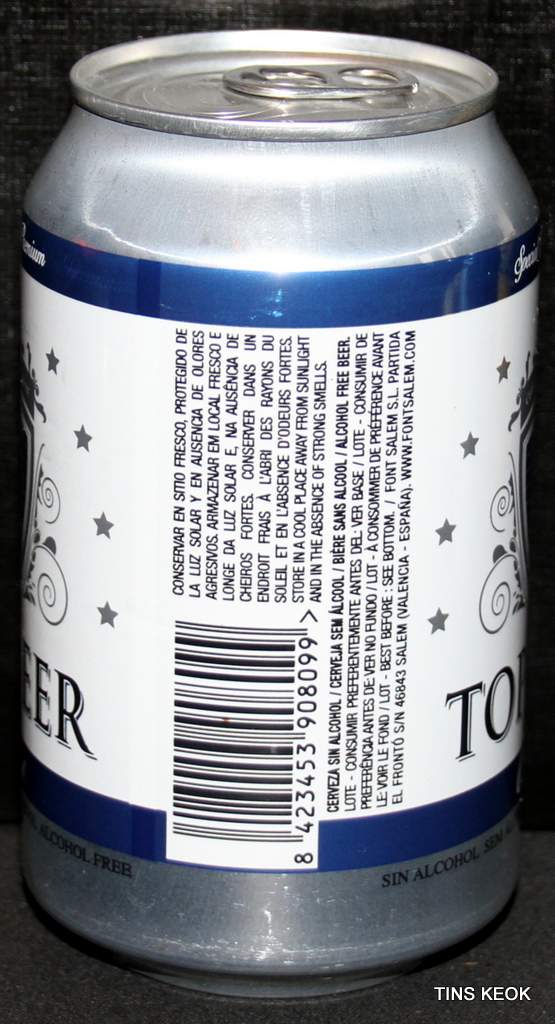 Premium
Special
CONSERVAR EN SITIO FRESCO, PROTEGIDO DE
LA LUZ SOLAR Y EN AUSENCIA DE OLORES
AGRESIVOS. ARMAZENAR EM LOCAL FRESCO E
LONGE DA LUZ SOLAR E, NA AUSÊNCIA DE
CHEIROS FORTES. CONSERVER DANS UN
ENDROIT FRAIS À L'ABRI DES RAYONS DU
SOLEIL ET EN L'ABSENCE D'ODEURS FORTES.
STORE IN A COOL PLACE AWAY FROM SUNLIGHT
AND IN THE ABSENCE OF STRONG SMELLS.
8 423453 908099 >
CERVEZA SIN ALCOHOL / CERVEJA SEM ÁLCOOL / BIÈRE SANS ALCOOL / ALCOHOL FREE BEER.
LOTE - CONSUMIR PREFERENTEMENTE ANTES DEL: VER BASE / LOTE - CONSUMIR DE
PREFERÊNCIA ANTES DE: VER NO FUNDO / LOT - À CONSOMMER DE PRÉFÉRENCE AVANT
LE: VOIR LE FOND / LOT - BEST BEFORE : SEE BOTTOM. / FONT SALEM S.L. PARTIDA
EL FRONTÓ S/N 46843 SALEM (VALENCIA - ESPAÑA). WWW.FONTSALEM.COM
EER
TO
ALCOHOL FREE
SIN ALCOHOL, SEM
TINS KEOK